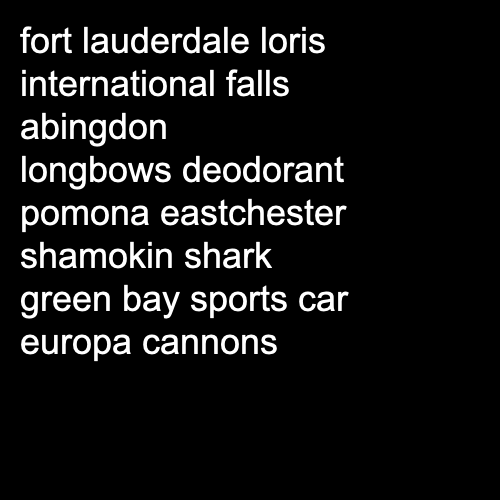 fort lauderdale loris
international falls
abingdon
longbows deodorant
pomona eastchester
shamokin shark
green bay sports car
europa cannons